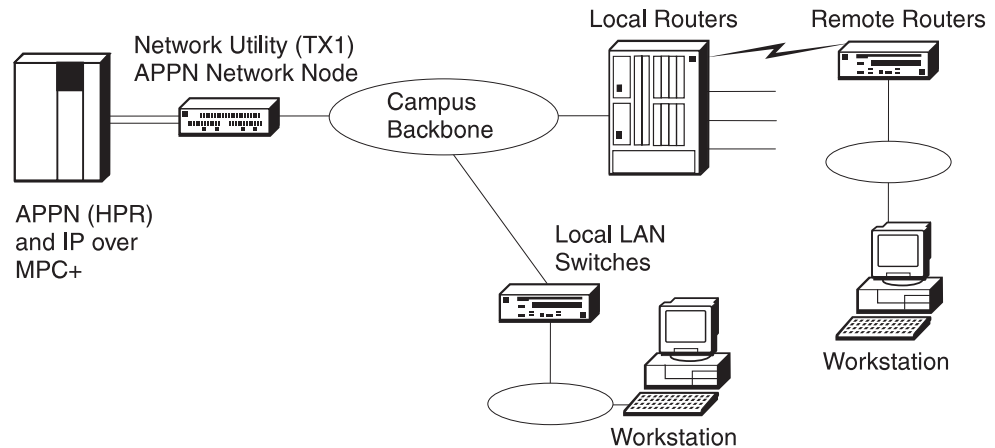 Local Routers
Remote Routers
Network Utility (TX1)
APPN Network Node
Campus
Backbone
APPN (HPR)
and IP over
MPC+
Local LAN
Switches
Workstation
Workstation